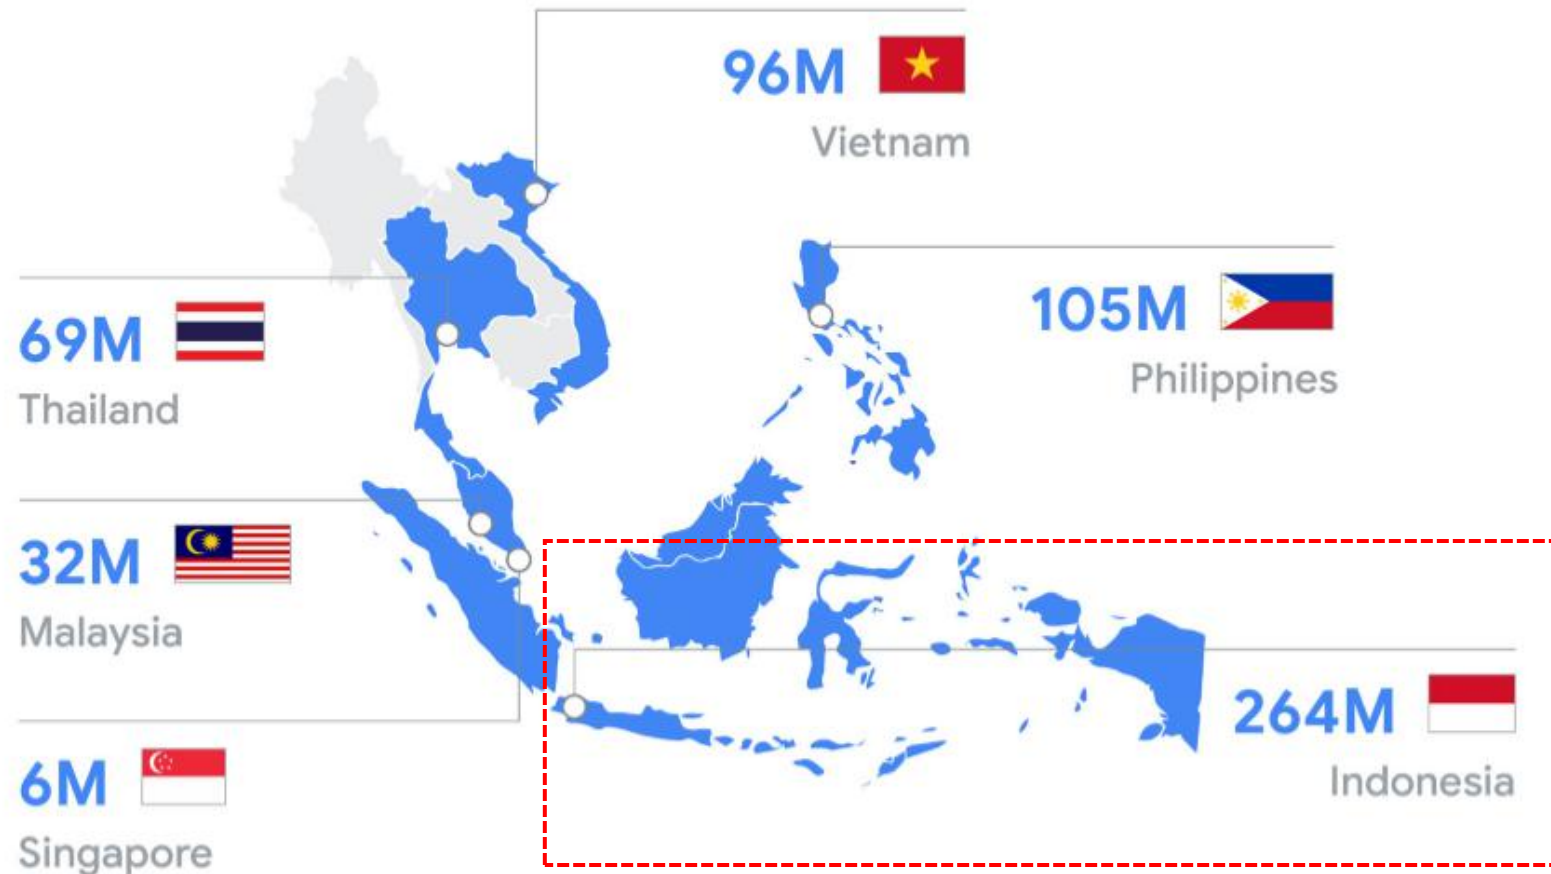 96M
Vietnam
105M
Philippines
69M
Thailand
32M
Malaysia
264M
Indonesia
6M
Singapore